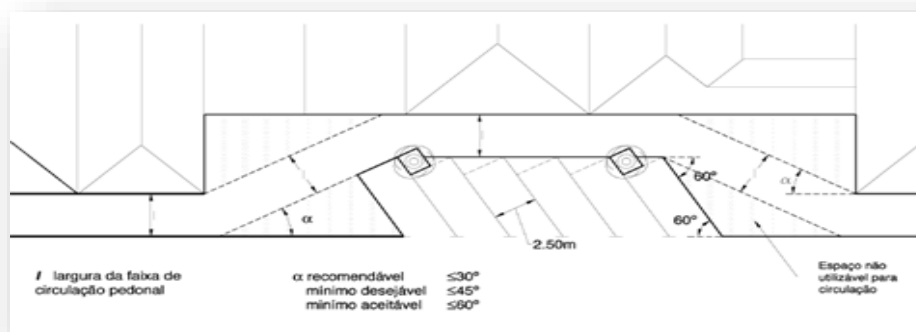 α
60°
60°
α
2.50m
l largura da faixa de
circulação pedonal
α recomendável ≤30°
mínimo desejável ≤45°
mínimo aceitável ≤60°
Espaço não
utilizável para
circulação